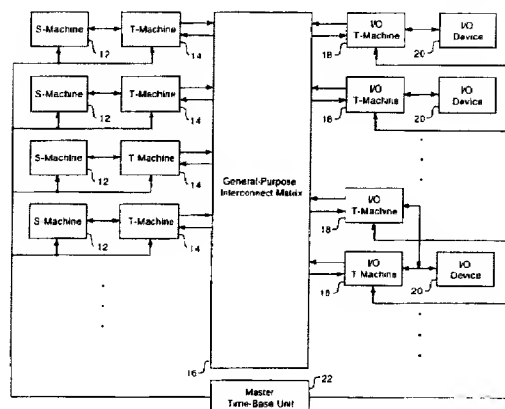 S-Machine
T-Machine
12
14
S-Machine
T-Machine
12
14
S-Machine
T-Machine
12
14
S-Machine
T-Machine
12
14
General-Purpose
Interconnect Matrix
16
I/O
T-Machine
18
I/O
Device
20
I/O
T-Machine
18
I/O
Device
20
I/O
T-Machine
18
I/O
T-Machine
18
I/O
Device
20
22
Master
Time-Base Unit